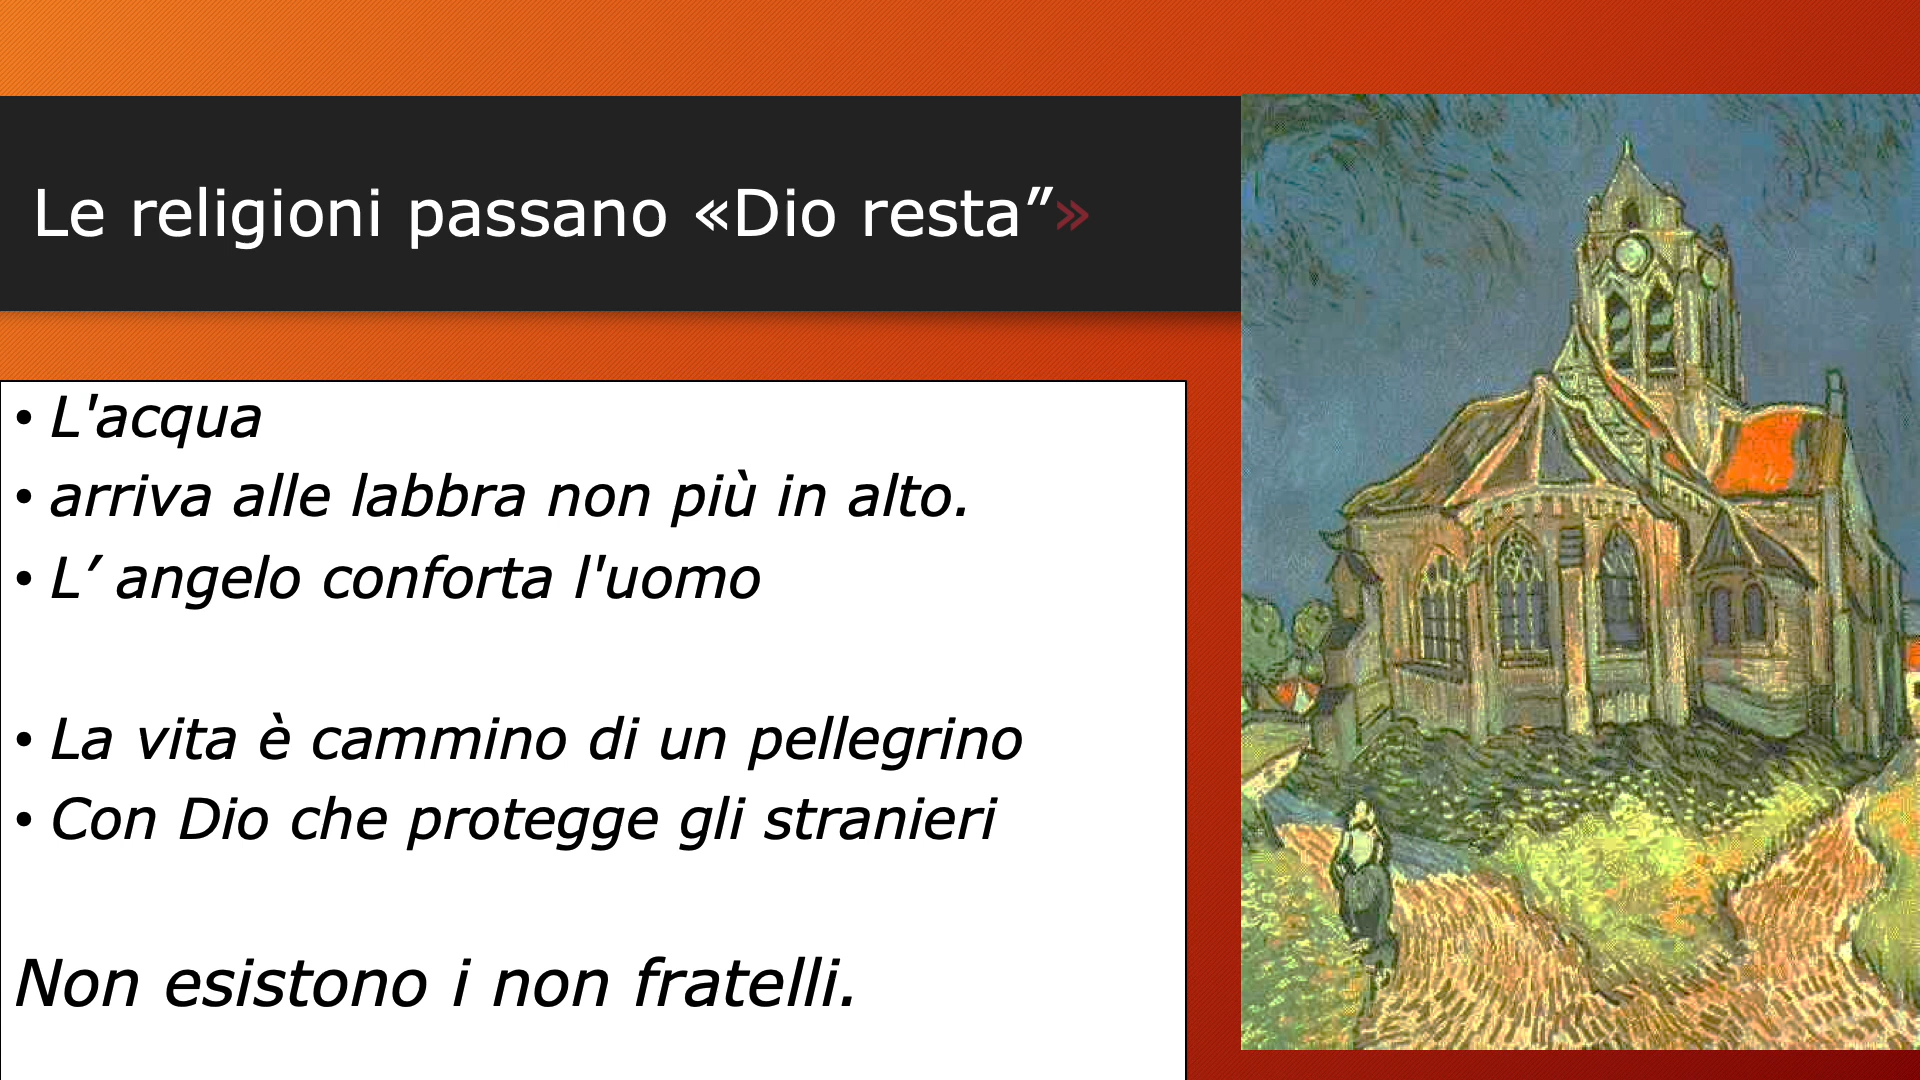 Le religioni passano «Dio resta”»
• L'acqua
• arriva alle labbra non più in alto.
• L’ angelo conforta l'uomo
• La vita è cammino di un pellegrino
• Con Dio che protegge gli stranieri
Non esistono i non fratelli.